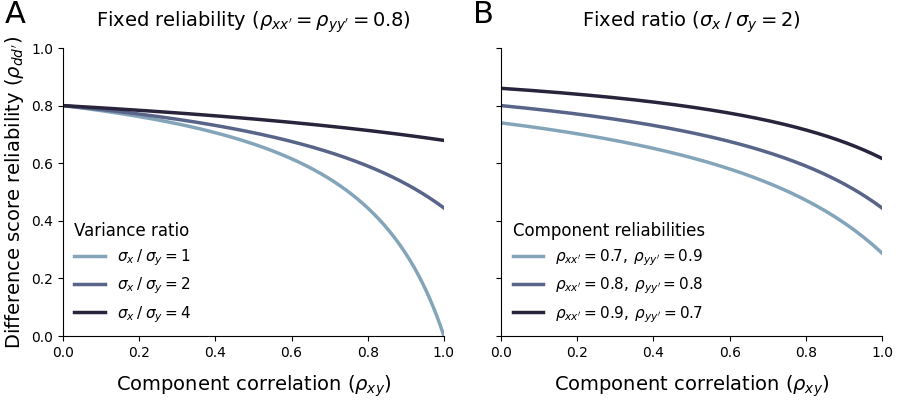 A
Fixed reliability (ρxx′ = ρyy′ = 0.8)
Difference score reliability (ρdd′)
1.0
0.8
0.6
0.4
0.2
0.0
Variance ratio
σx / σy = 1
σx / σy = 2
σx / σy = 4
0.0 0.2 0.4 0.6 0.8 1.0
Component correlation (ρxy)
B
Fixed ratio (σx / σy = 2)
Component reliabilities
ρxx′ = 0.7, ρyy′ = 0.9
ρxx′ = 0.8, ρyy′ = 0.8
ρxx′ = 0.9, ρyy′ = 0.7
0.0 0.2 0.4 0.6 0.8 1.0
Component correlation (ρxy)